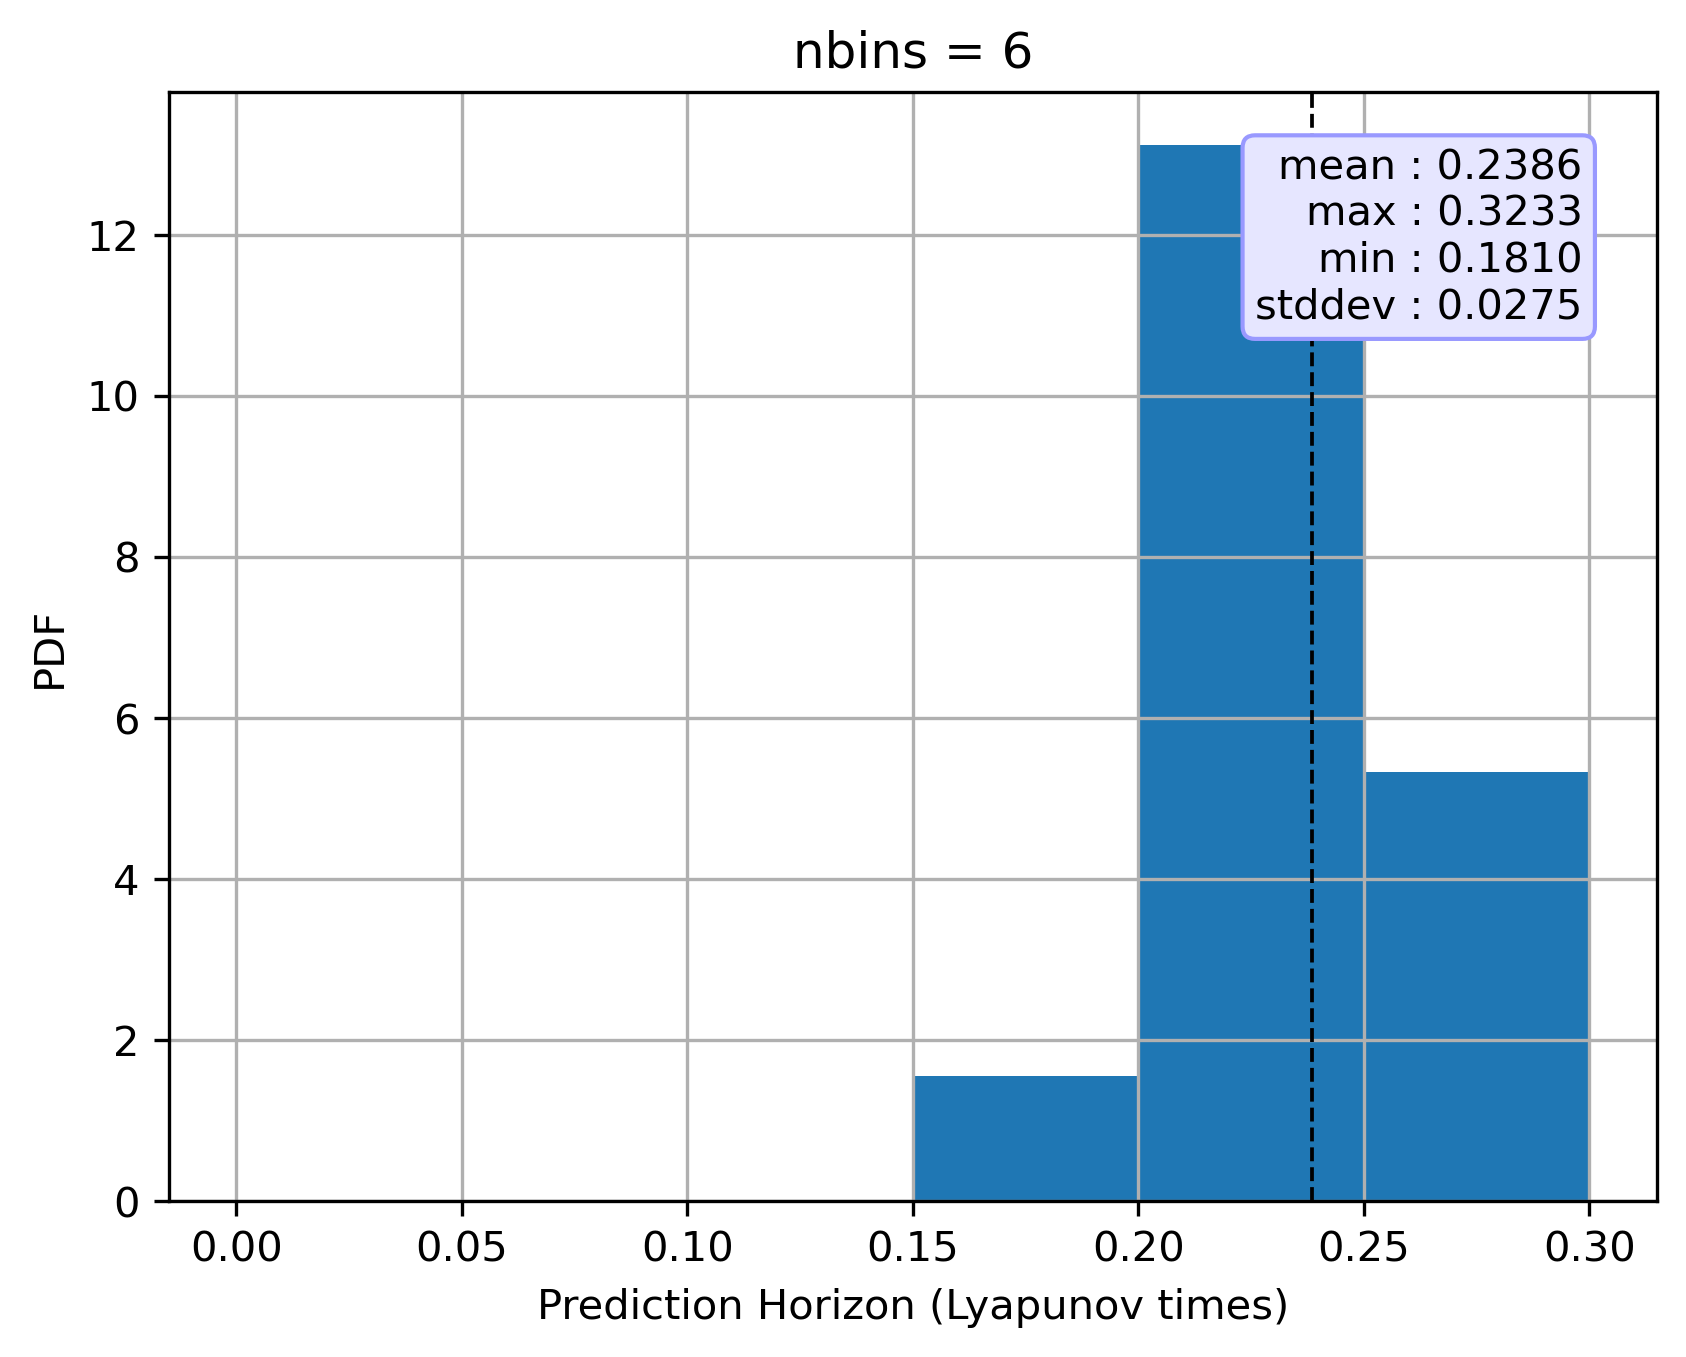 nbins = 6
mean : 0.2386
max : 0.3233
min : 0.1810
stddev : 0.0275
PDF
12
10
8
6
4
2
0
0.00 0.05 0.10 0.15 0.20 0.25 0.30
Prediction Horizon (Lyapunov times)